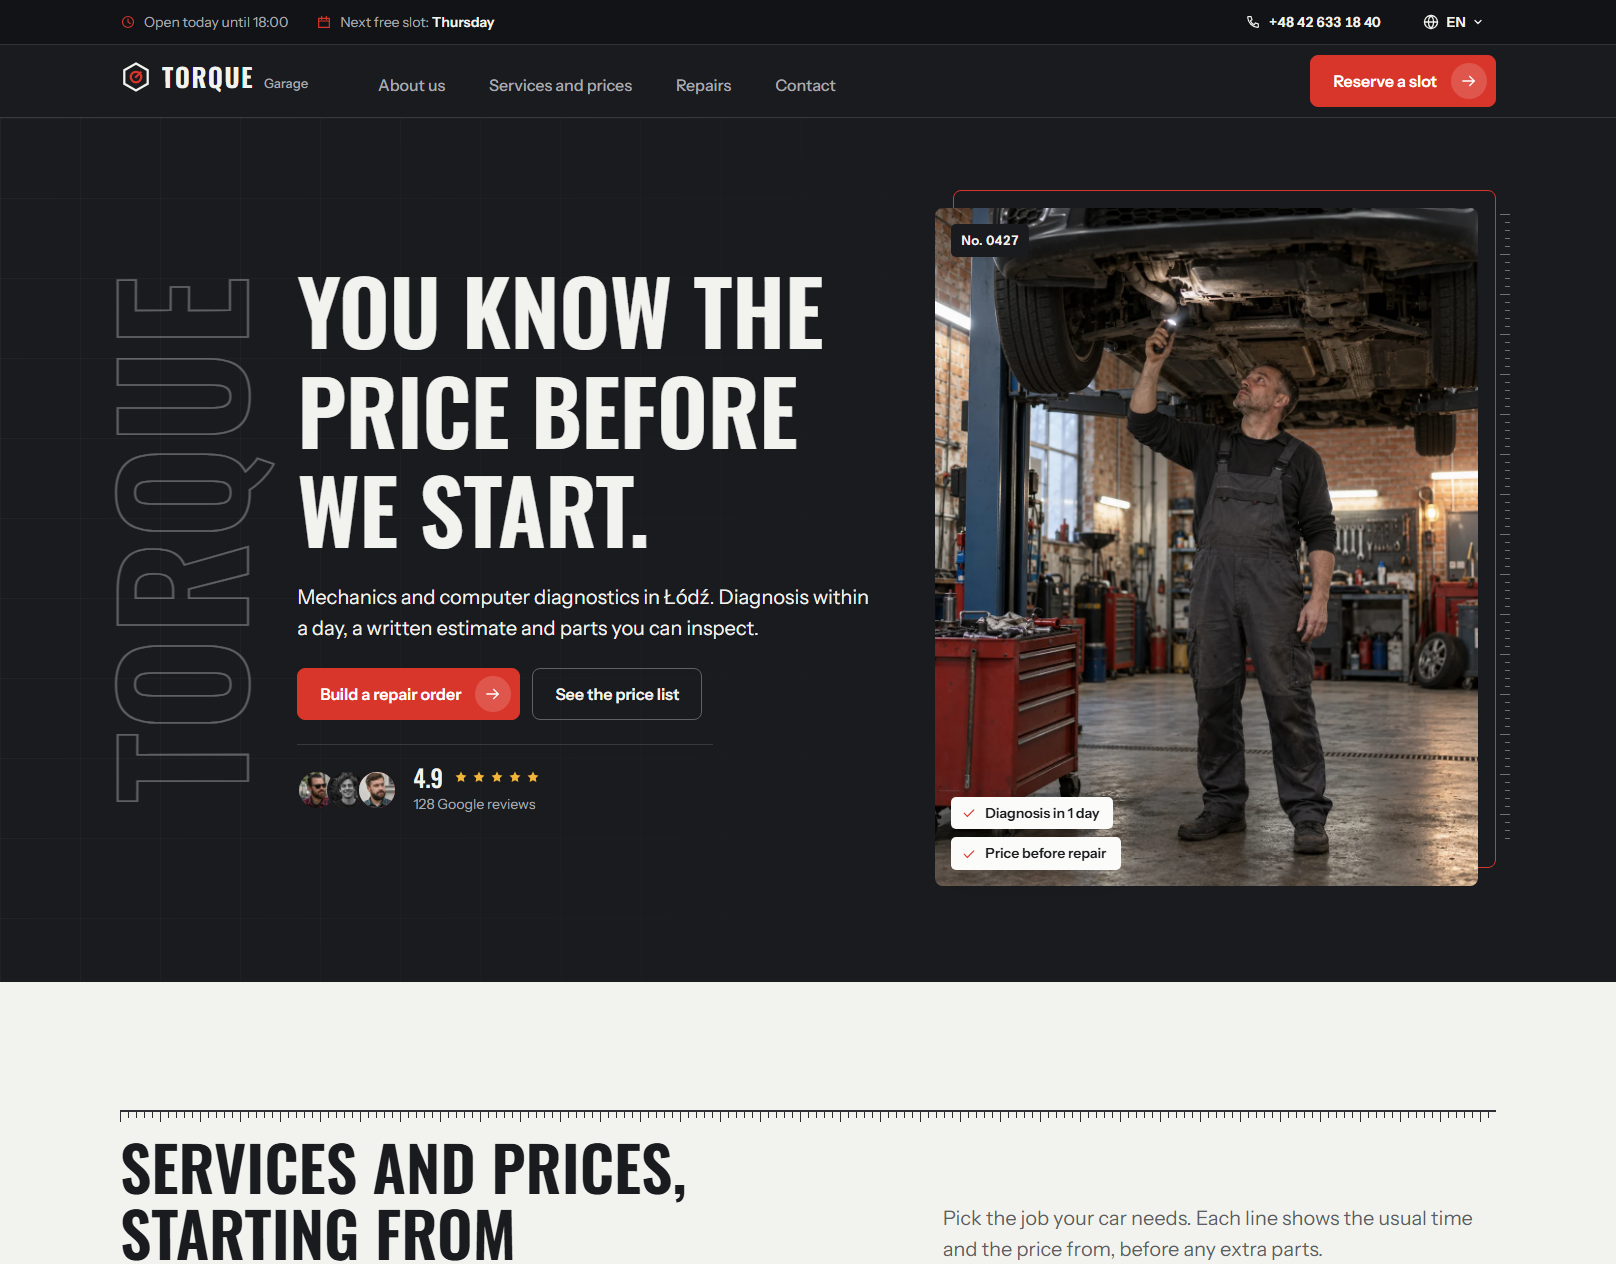 Open today until 18:00
Next free slot: Thursday
+48 42 633 18 40
EN
TORQUE Garage
About us
Services and prices
Repairs
Contact
Reserve a slot
TORQUE
YOU KNOW THE
PRICE BEFORE
WE START.
Mechanics and computer diagnostics in Łódź. Diagnosis within
a day, a written estimate and parts you can inspect.
Build a repair order
See the price list
4.9
128 Google reviews
No. 0427
Diagnosis in 1 day
Price before repair
SERVICES AND PRICES,
STARTING FROM
Pick the job your car needs. Each line shows the usual time
and the price from, before any extra parts.